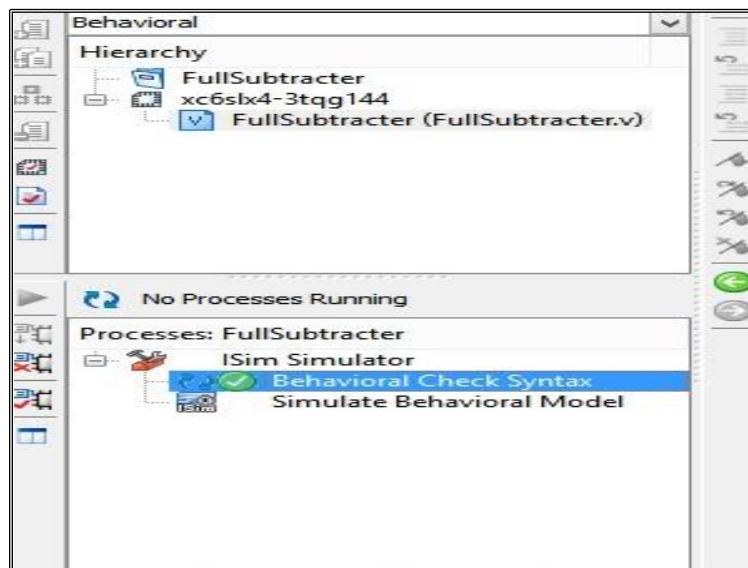 Behavioral
Hierarchy
FullSubtracter
xc6slx4-3tqg144
FullSubtracter (FullSubtracter.v)
No Processes Running
Processes: FullSubtracter
ISim Simulator
Behavioral Check Syntax
ISim Simulate Behavioral Model